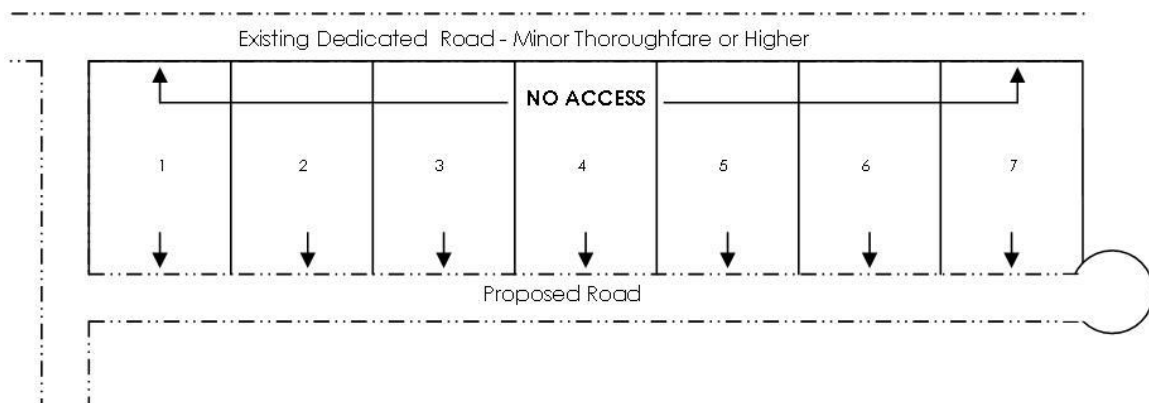 Existing Dedicated Road - Minor Thoroughfare or Higher
NO ACCESS
1 2 3 4 5 6 7
Proposed Road